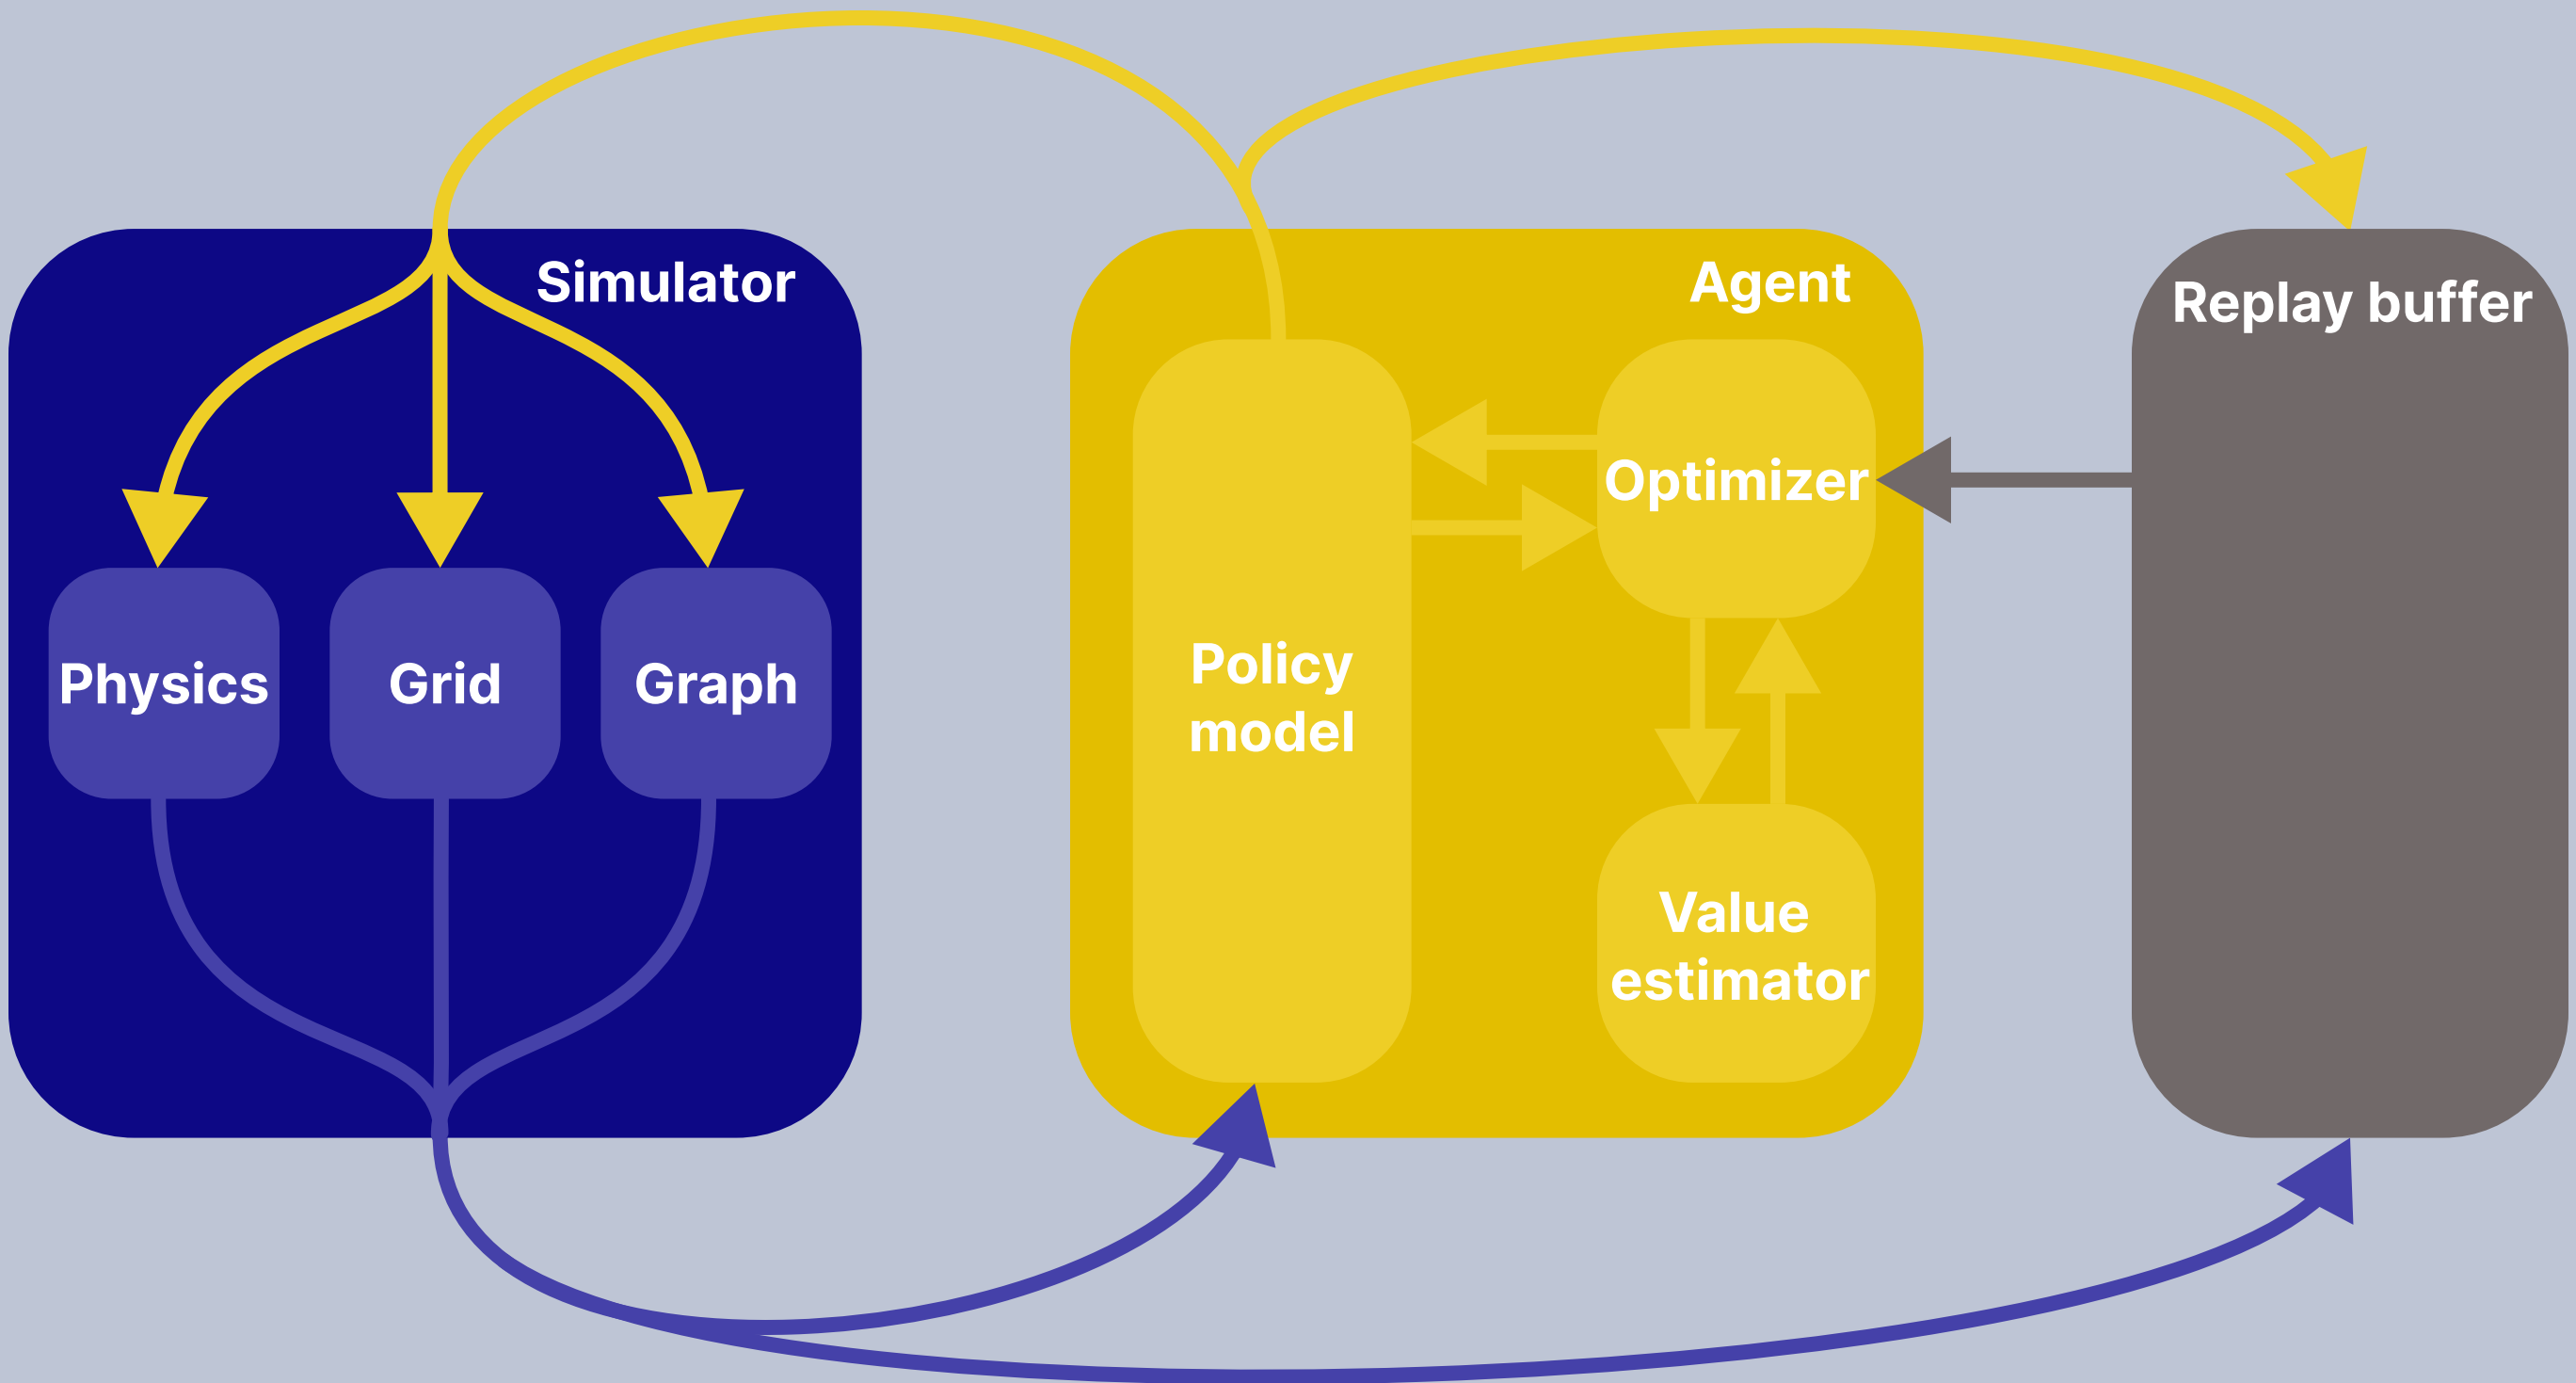 Simulator
Physics
Grid
Graph
Agent
Policy
model
Optimizer
Value
estimator
Replay buffer